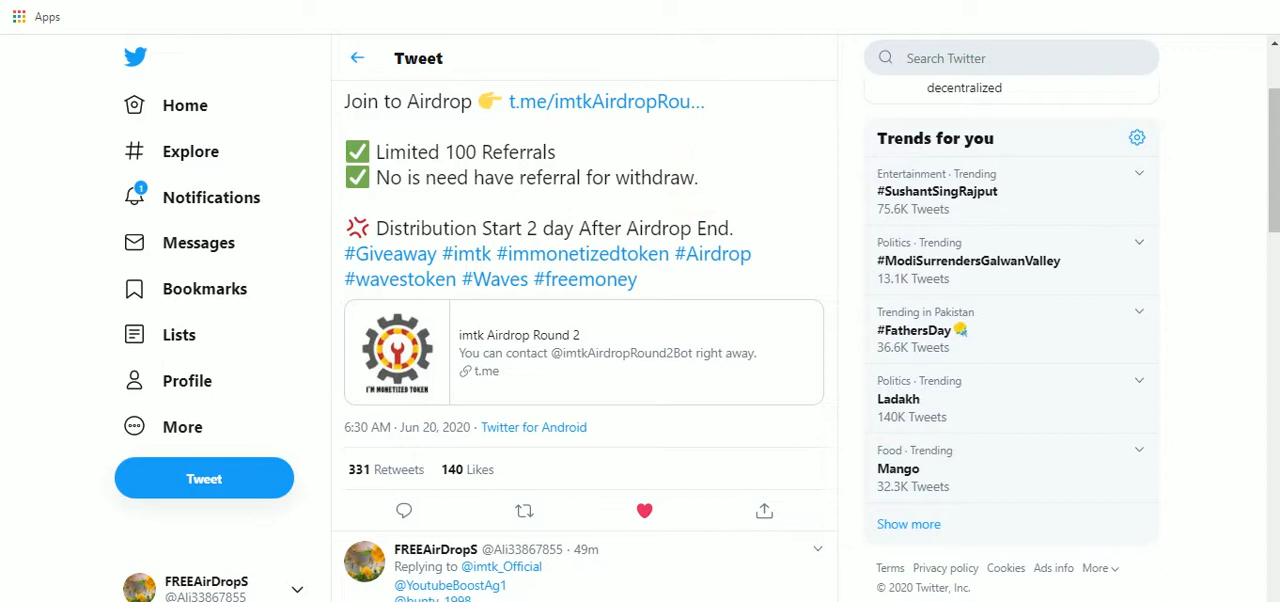 Apps
Home
Explore
1
Notifications
Messages
Bookmarks
Lists
Profile
More
Tweet
FREEAirDropS
@Ali33867855
Tweet
Join to Airdrop 👉 t.me/imtkAirdropRou...
✅ Limited 100 Referrals
✅ No is need have referral for withdraw.
💢 Distribution Start 2 day After Airdrop End.
#Giveaway #imtk #immonetizedtoken #Airdrop
#wavestoken #Waves #freemoney
I'M MONETIZED TOKEN
imtk Airdrop Round 2
You can contact @imtkAirdropRound2Bot right away.
t.me
6:30 AM · Jun 20, 2020 · Twitter for Android
331 Retweets 140 Likes
FREEAirDropS @Ali33867855 · 49m
Replying to @imtk_Official
@YoutubeBoostAg1
@bunty_1998
Search Twitter
decentralized
Trends for you
Entertainment · Trending
#SushantSingRajput
75.6K Tweets
Politics · Trending
#ModiSurrendersGalwanValley
13.1K Tweets
Trending in Pakistan
#FathersDay
36.6K Tweets
Politics · Trending
Ladakh
140K Tweets
Food · Trending
Mango
32.3K Tweets
Show more
Terms Privacy policy Cookies Ads info More
© 2020 Twitter, Inc.